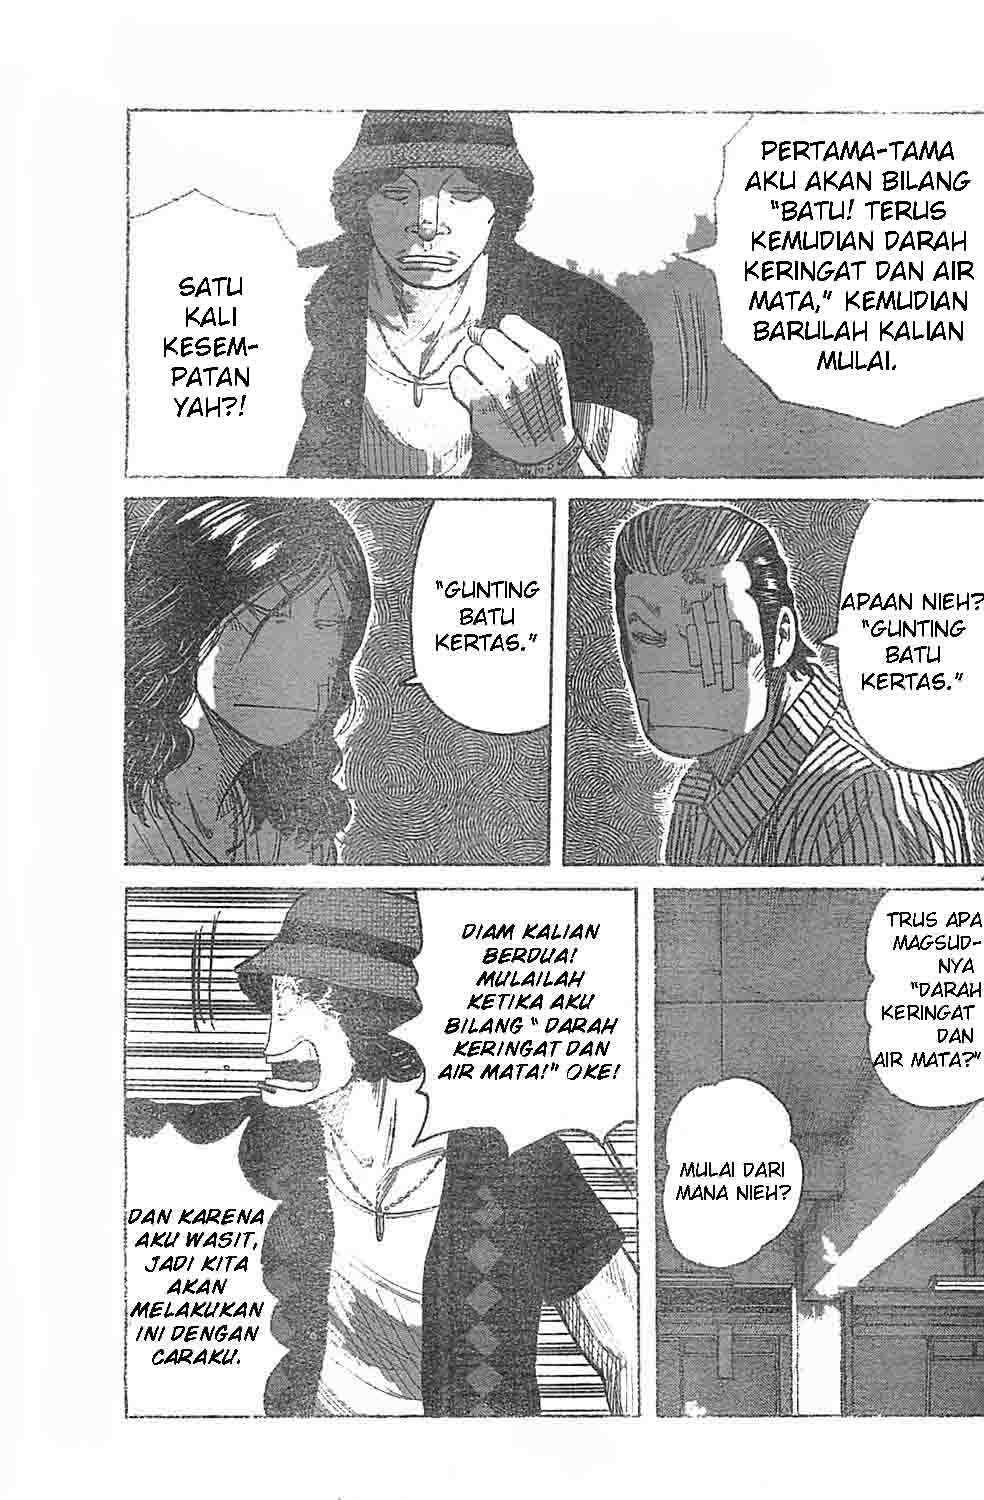 PERTAMA-TAMA
AKU AKAN BILANG
"BATU! TERUS
KEMUDIAN DARAH
KERINGAT DAN AIR
MATA," KEMUDIAN
BARULAH KALIAN
MULAI.
SATU
KALI
KESEM-
PATAN
YAH?!
APAAN NIEH?
"GUNTING
BATU
KERTAS."
"GUNTING
BATU
KERTAS."
TRUS APA
MAGSUD-
NYA
"DARAH
KERINGAT
DAN
AIR MATA?"
MULAI DARI
MANA NIEH?
DIAM KALIAN
BERDUA!
MULAILAH
KETIKA AKU
BILANG " DARAH
KERINGAT DAN
AIR MATA!" OKE!
DAN KARENA
AKU WASIT,
JADI KITA
AKAN
MELAKUKAN
INI DENGAN
CARAKU.